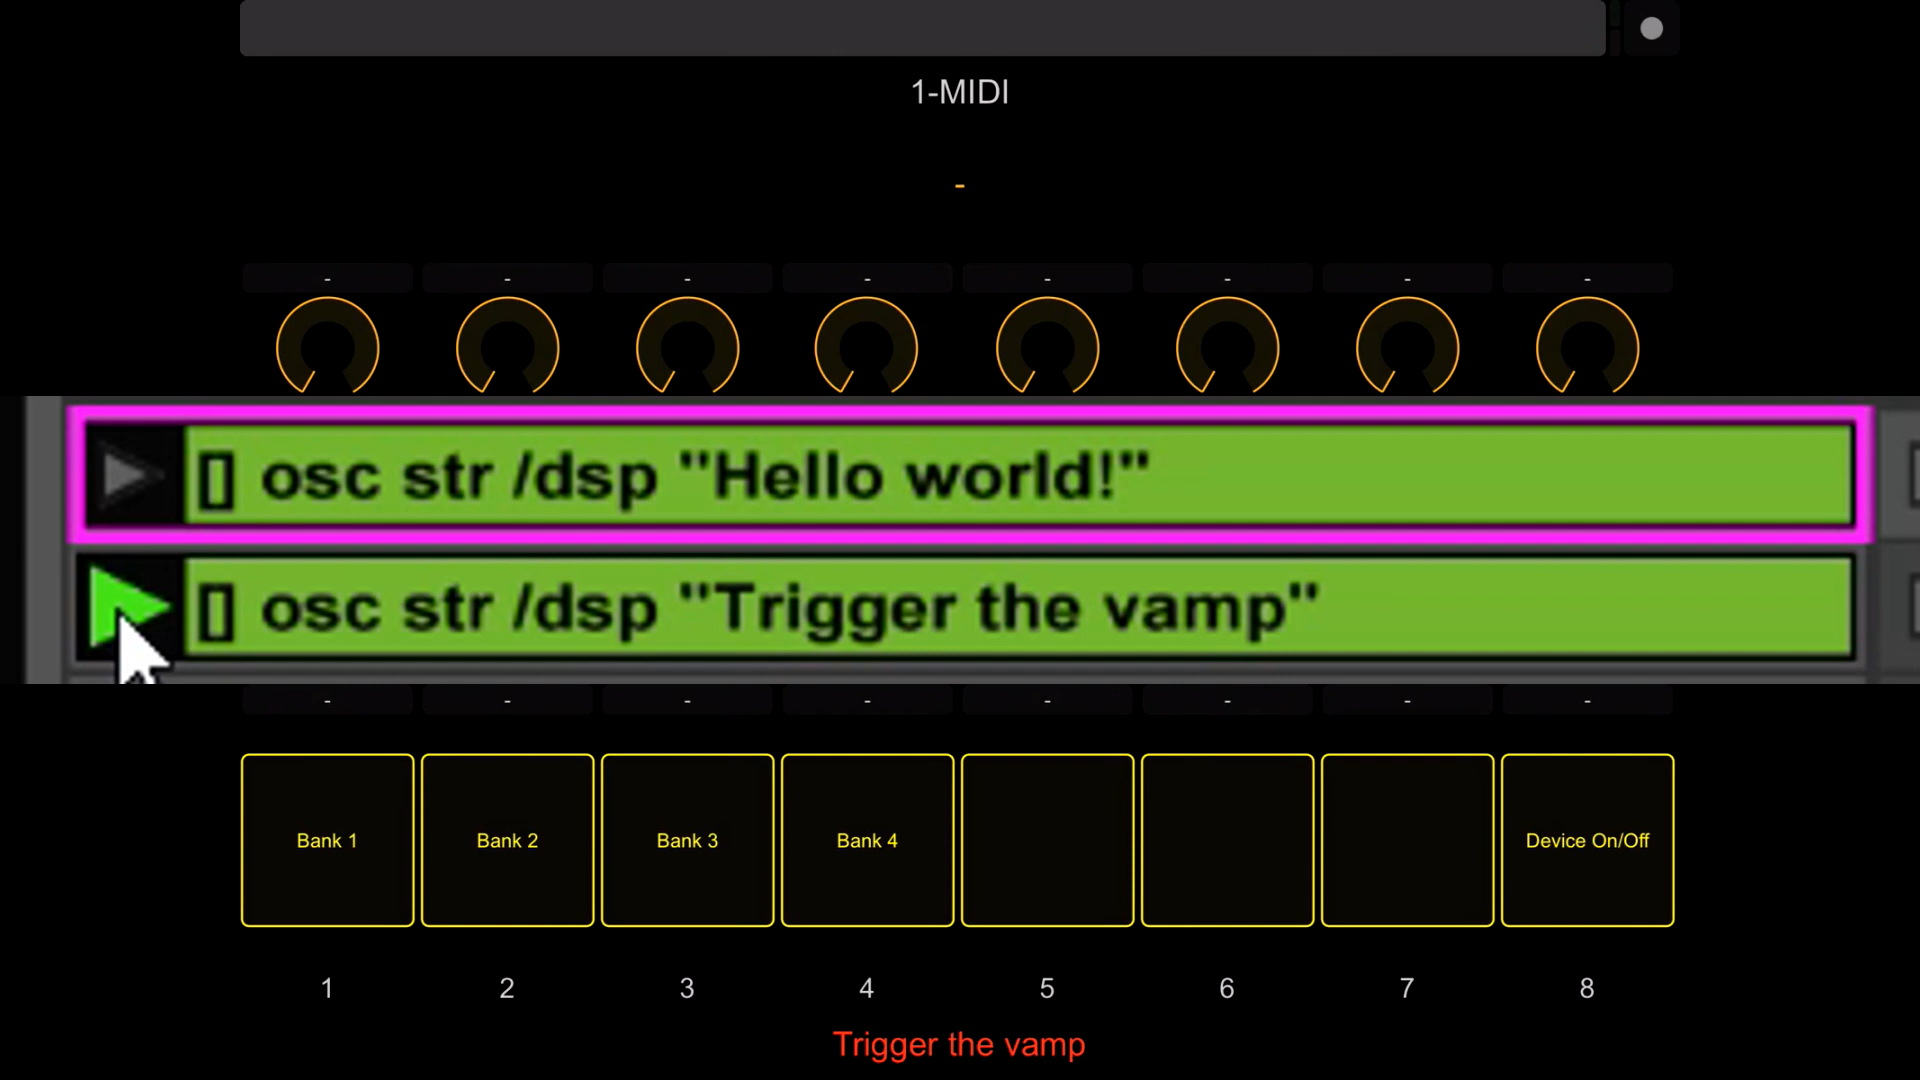 1-MIDI
-
- - - - - - - -
[] osc str /dsp "Hello world!"
[] osc str /dsp "Trigger the vamp"
- - - - - - - -
Bank 1 Bank 2 Bank 3 Bank 4 Device On/Off
1 2 3 4 5 6 7 8
Trigger the vamp